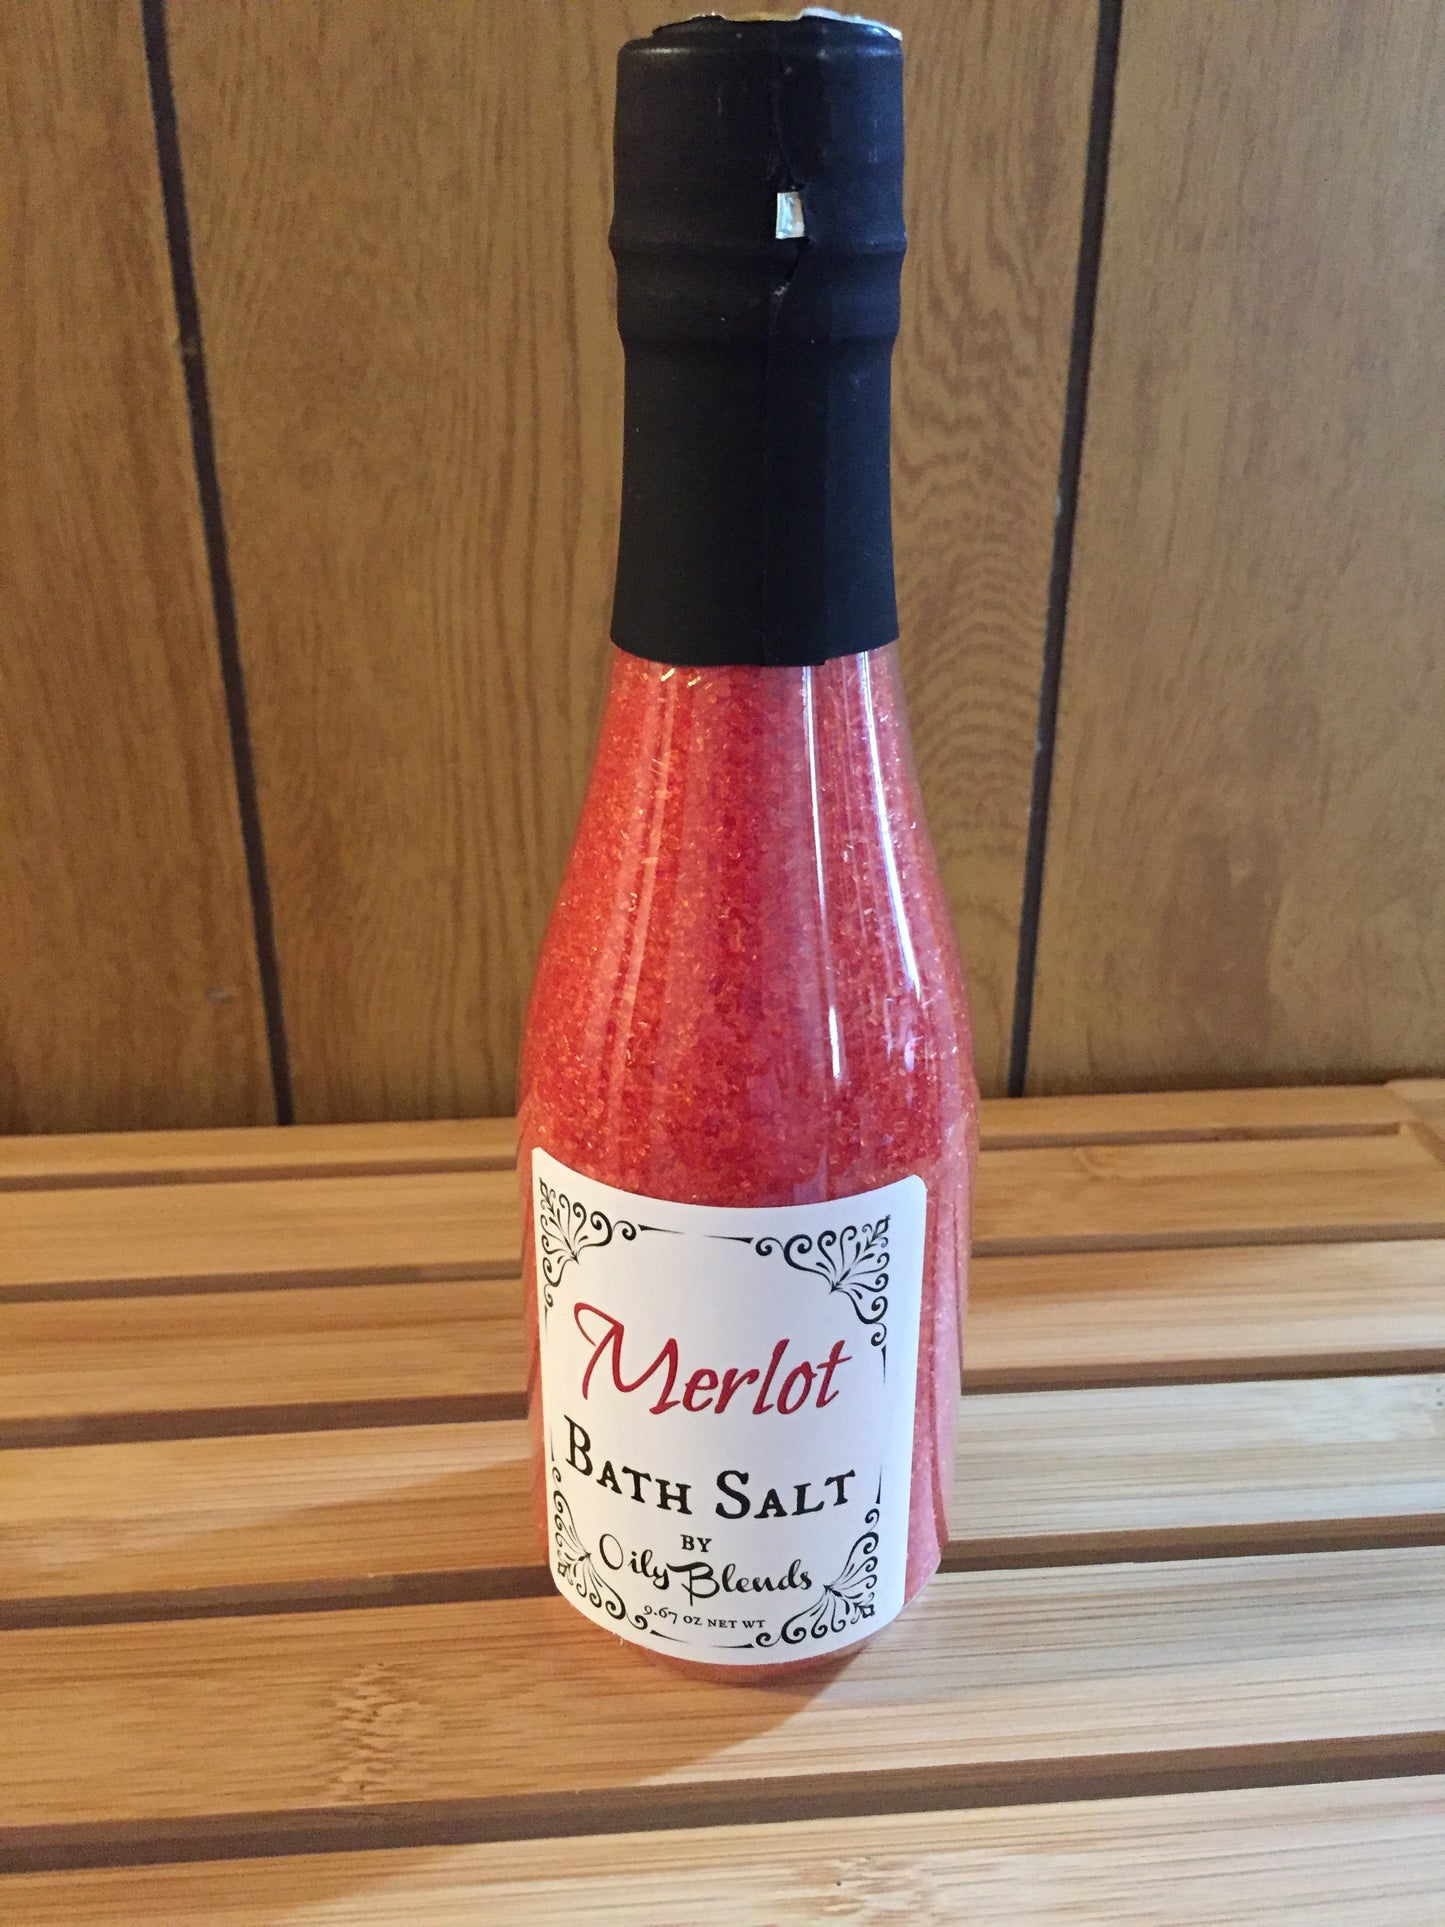 Merlot
Bath Salt
by
Oily Blends
9.67 oz net wt